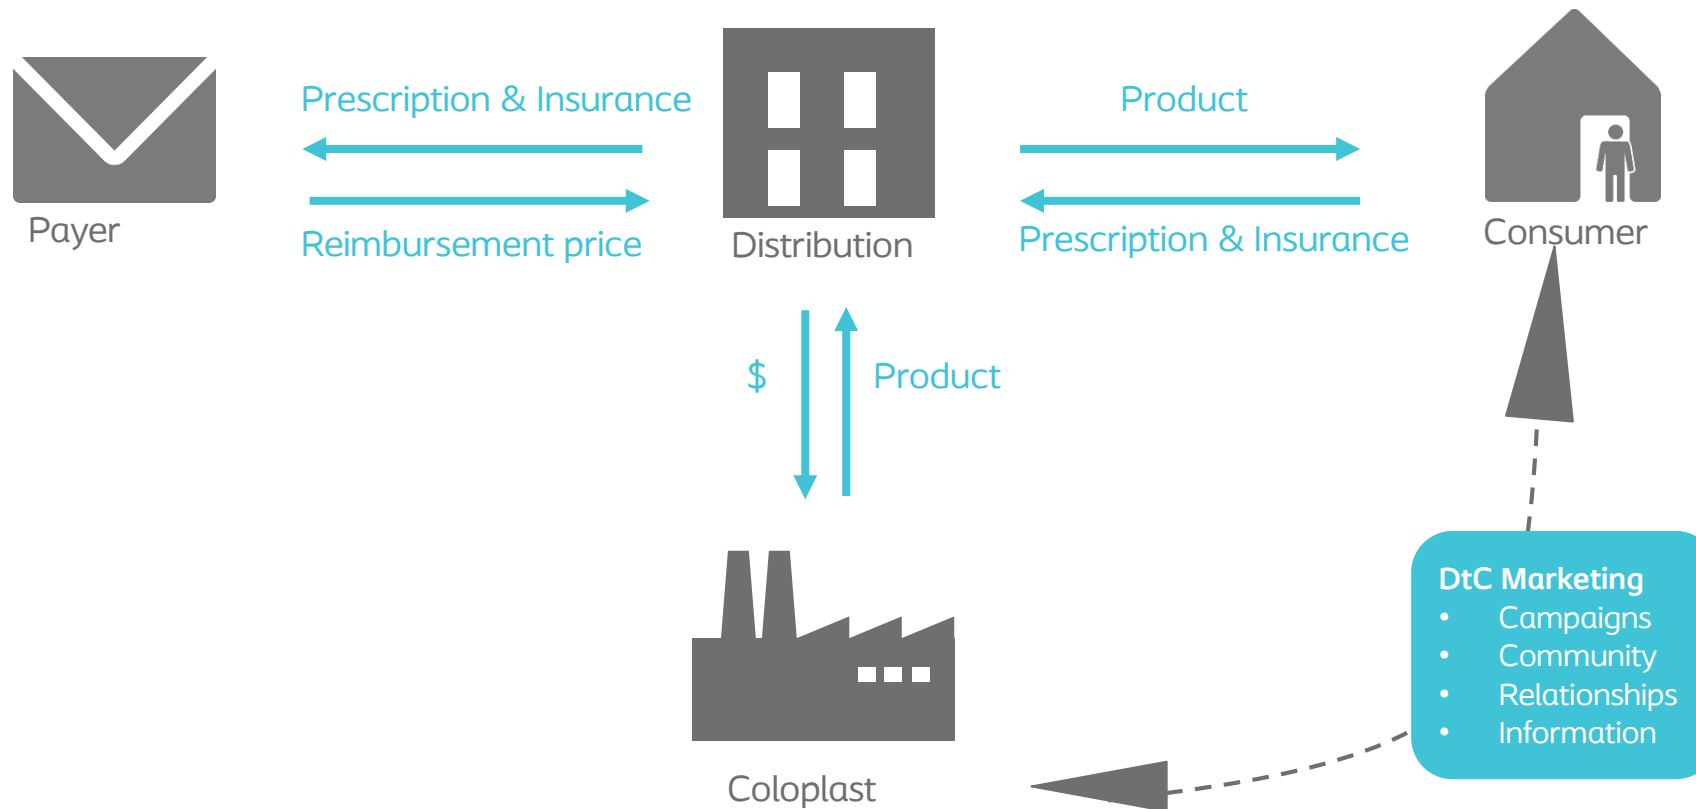 Prescription & Insurance
Product
Payer
Reimbursement price
Distribution
Prescription & Insurance
Consumer
$
Product
DtC Marketing
• Campaigns
• Community
• Relationships
• Information
Coloplast